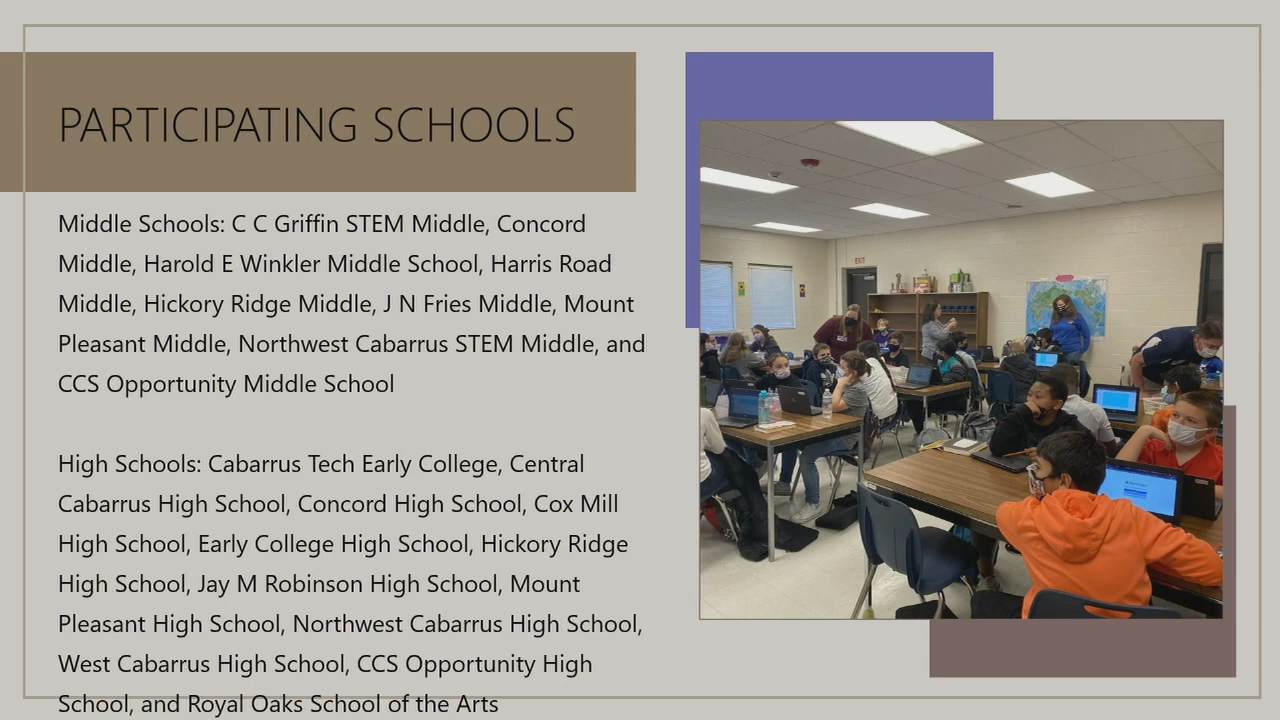 PARTICIPATING SCHOOLS
Middle Schools: C C Griffin STEM Middle, Concord
Middle, Harold E Winkler Middle School, Harris Road
Middle, Hickory Ridge Middle, J N Fries Middle, Mount
Pleasant Middle, Northwest Cabarrus STEM Middle, and
CCS Opportunity Middle School
High Schools: Cabarrus Tech Early College, Central
Cabarrus High School, Concord High School, Cox Mill
High School, Early College High School, Hickory Ridge
High School, Jay M Robinson High School, Mount
Pleasant High School, Northwest Cabarrus High School,
West Cabarrus High School, CCS Opportunity High
School, and Royal Oaks School of the Arts
EXIT